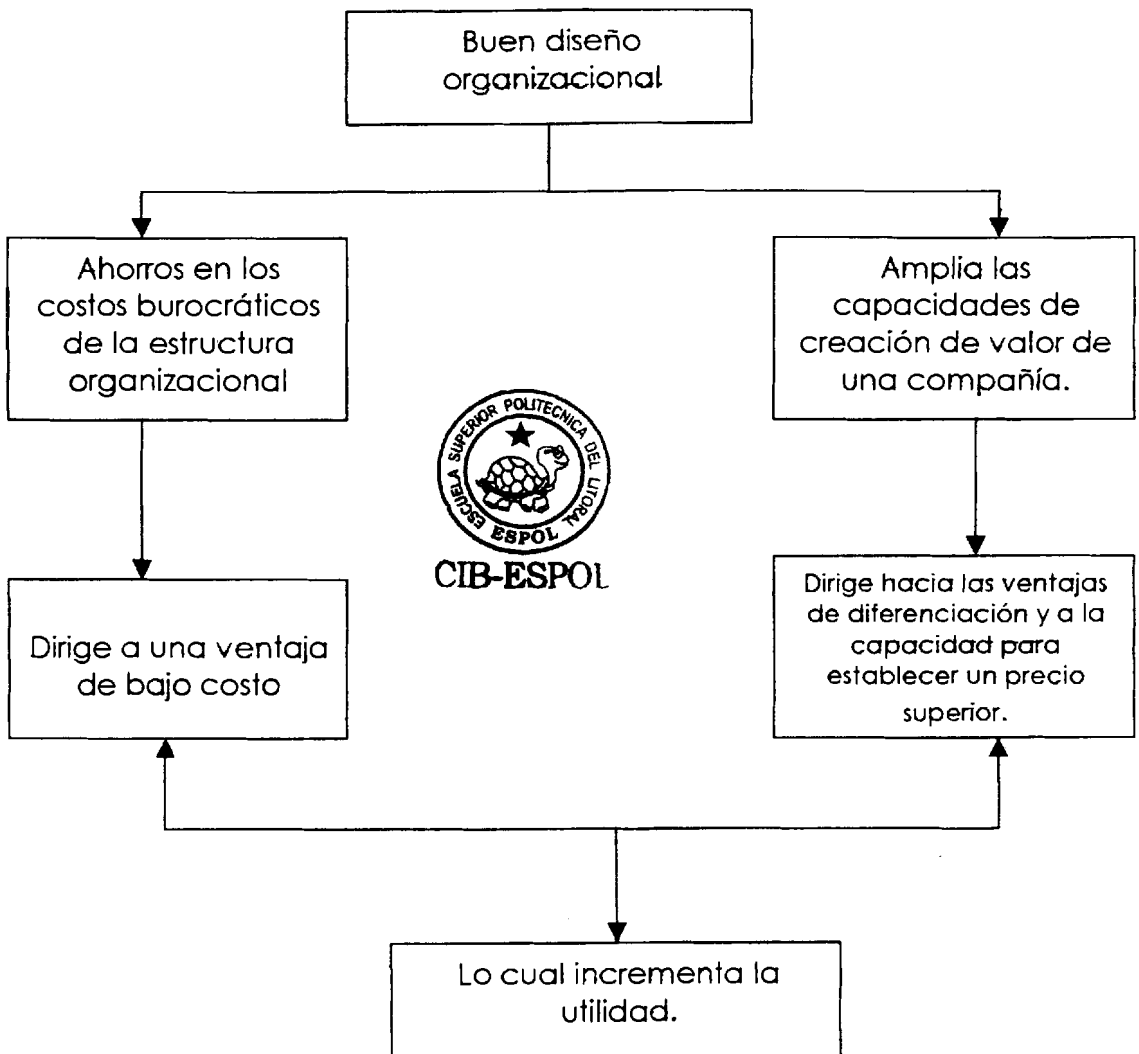 Buen diseño
organizacional
Ahorros en los
costos burocráticos
de la estructura
organizacional
Amplia las
capacidades de
creación de valor de
una compañía.
ESCUELA SUPERIOR POLITECNICA DEL LITORAL
ESPOL
CIB-ESPOL
Dirige a una ventaja
de bajo costo
Dirige hacia las ventajas
de diferenciación y a la
capacidad para
establecer un precio
superior.
Lo cual incrementa la
utilidad.